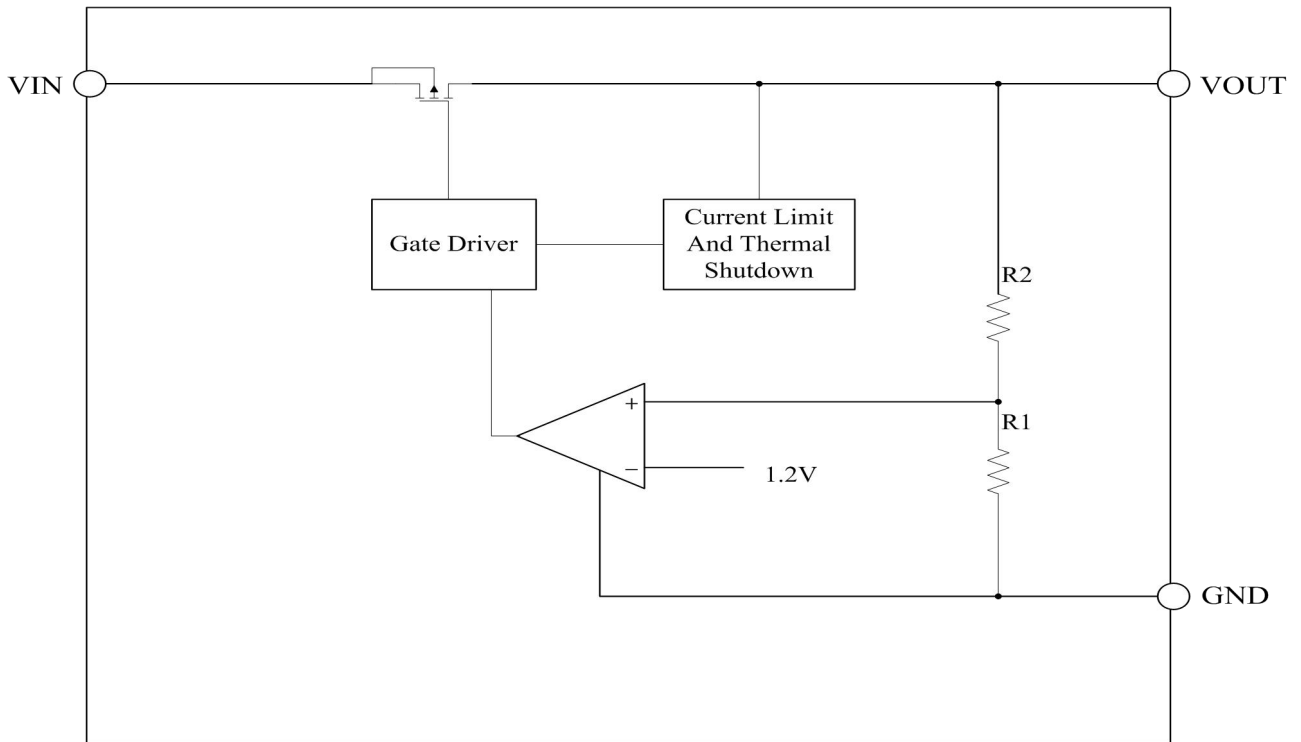 VIN
VOUT
Gate Driver
Current Limit
And Thermal
Shutdown
R2
+
R1
−
1.2V
GND